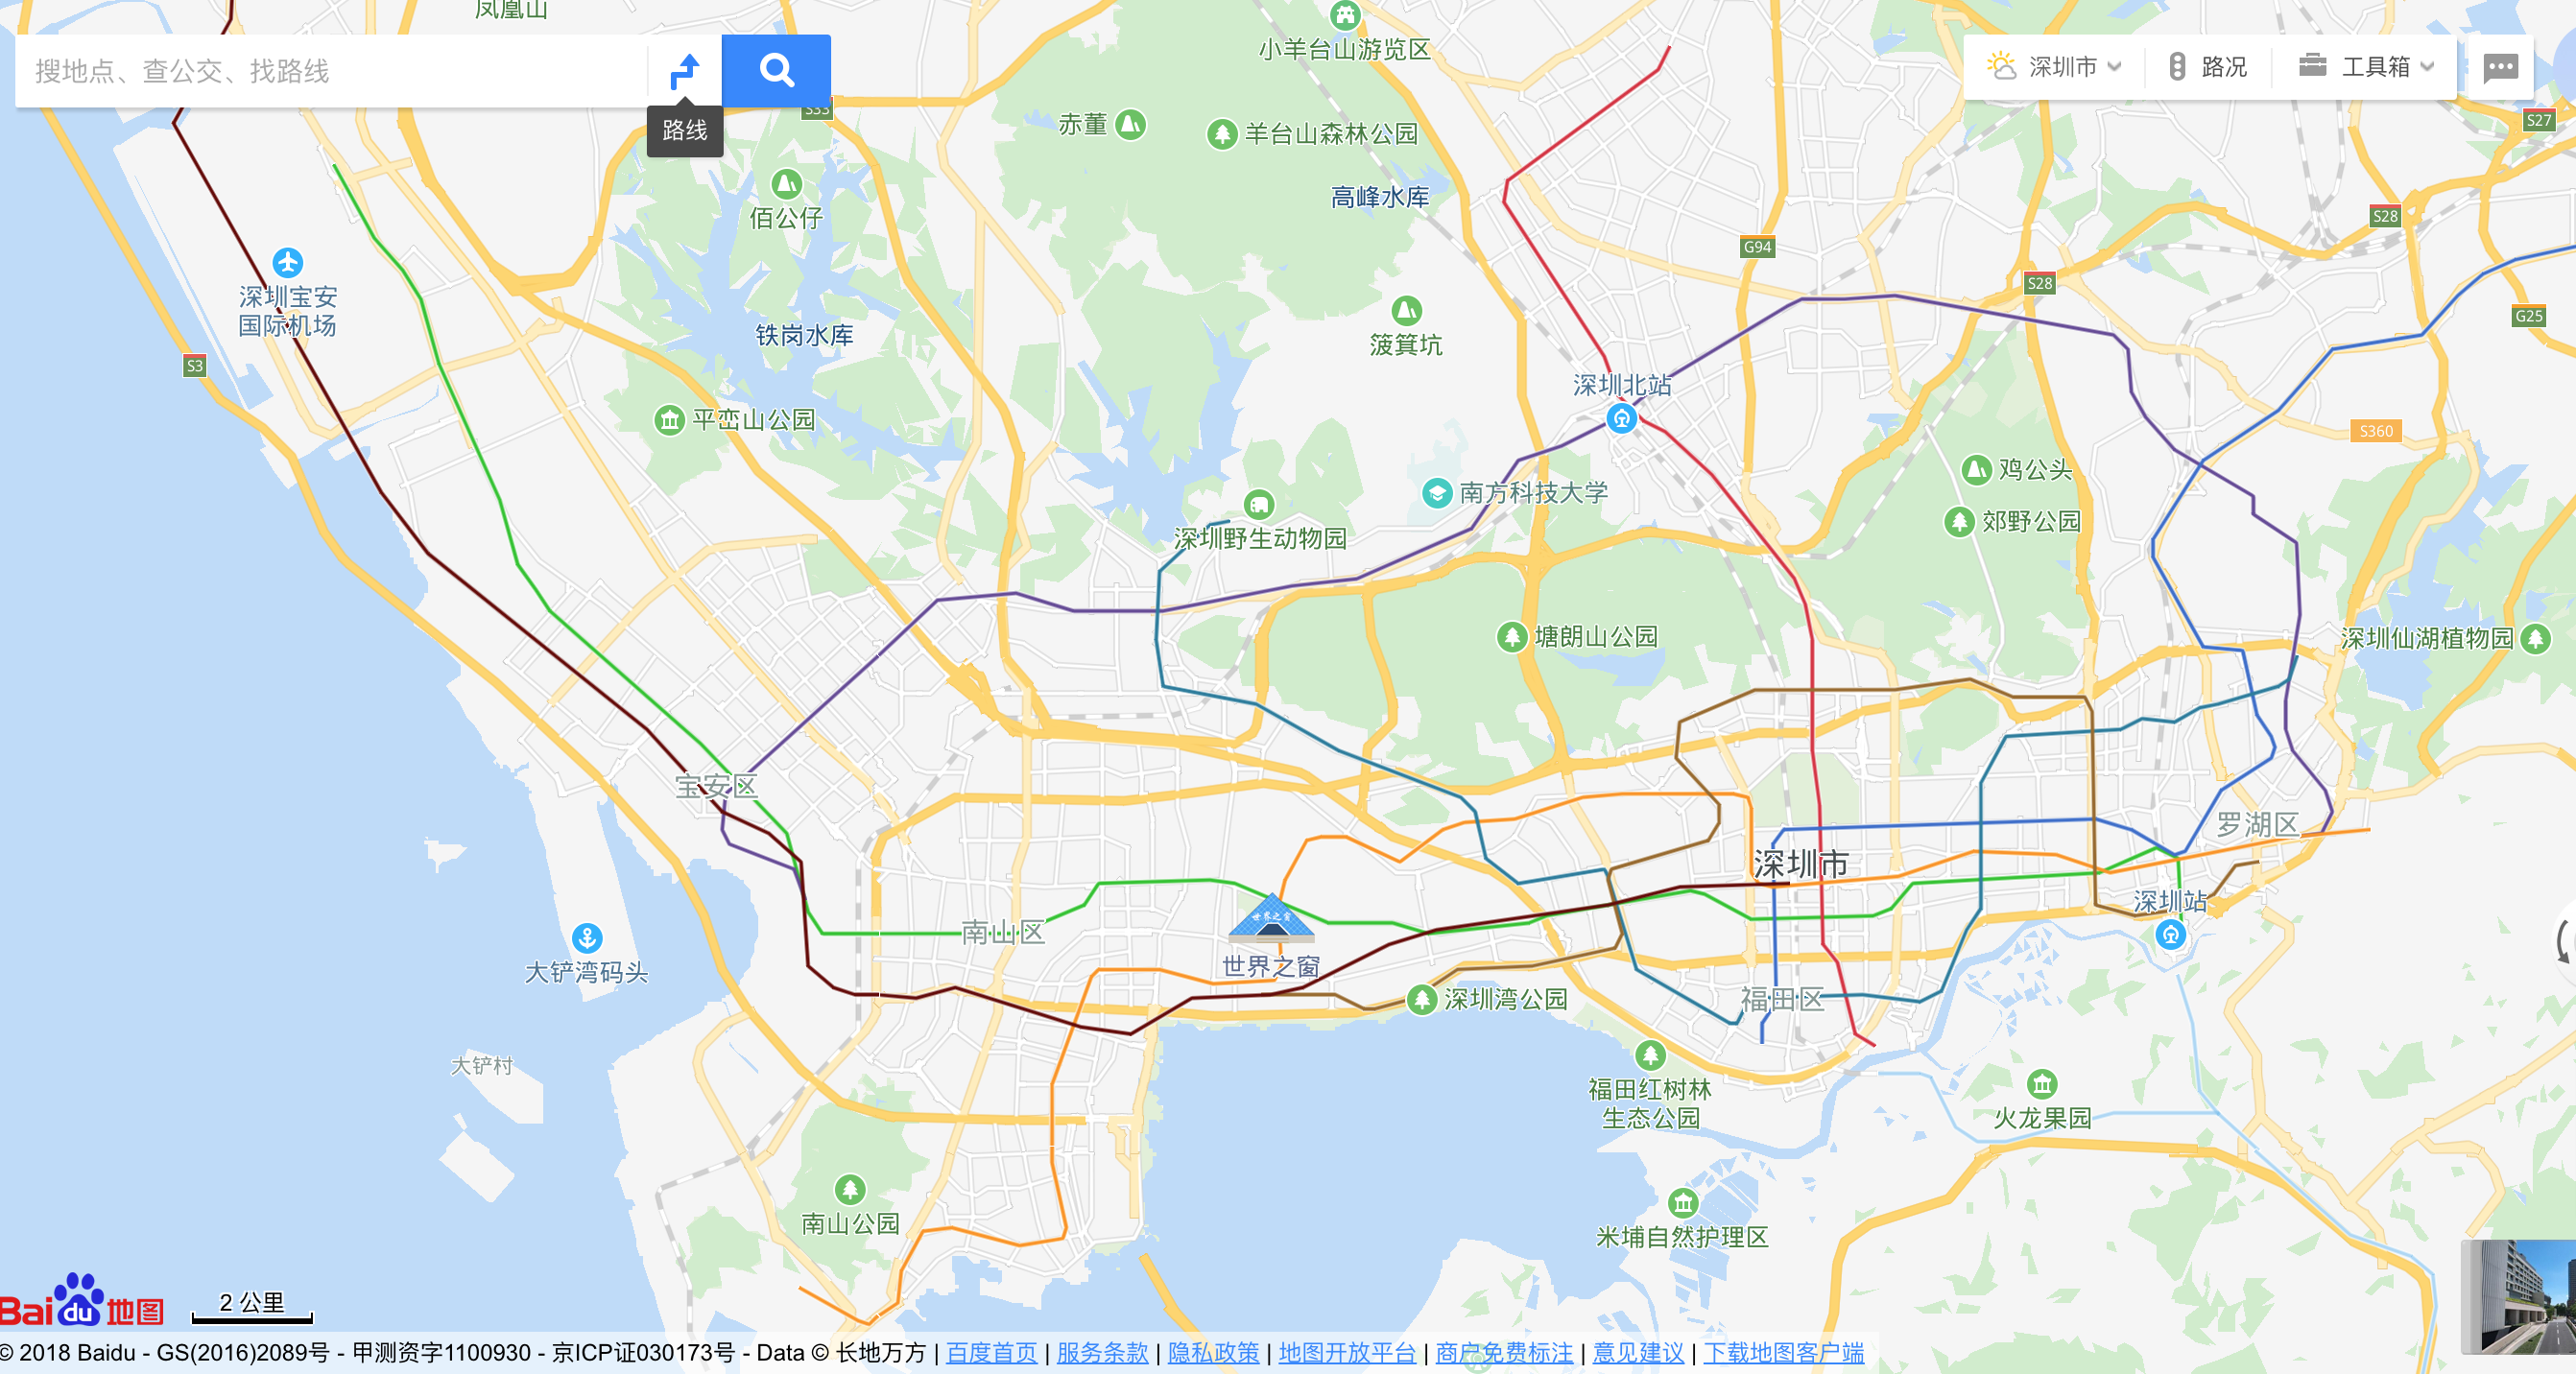 凤凰山
小羊台山游览区
搜地点、查公交、找路线
深圳市
路况
工具箱
S33
路线
赤董
羊台山森林公园
S27
佰公仔
高峰水库
S28
G94
深圳宝安
国际机场
S28
铁岗水库
菠箕坑
G25
S3
深圳北站
平峦山公园
S360
鸡公头
南方科技大学
郊野公园
深圳野生动物园
塘朗山公园
深圳仙湖植物园
宝安区
罗湖区
深圳市
深圳站
世界之窗
南山区
世界之窗
大铲湾码头
深圳湾公园
福田区
大铲村
福田红树林
生态公园
火龙果园
南山公园
米埔自然护理区
Bai du 地图
2 公里
© 2018 Baidu - GS(2016)2089号 - 甲测资字1100930 - 京ICP证030173号 - Data © 长地万方 | 百度首页 | 服务条款 | 隐私政策 | 地图开放平台 | 商户免费标注 | 意见建议 | 下载地图客户端